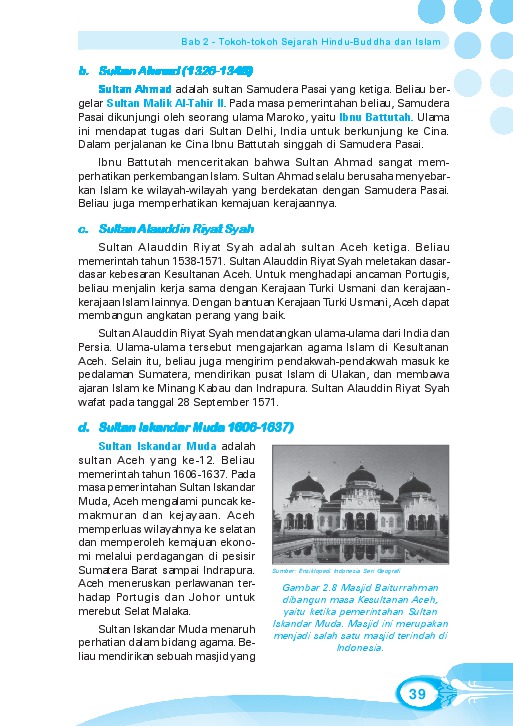 Bab 2 - Tokoh-tokoh Sejarah Hindu-Buddha dan Islam
b. Sultan Ahmad (1326-1348)
Sultan Ahmad adalah sultan Samudera Pasai yang ketiga. Beliau ber-
gelar Sultan Malik Al-Tahir II. Pada masa pemerintahan beliau, Samudera
Pasai dikunjungi oleh seorang ulama Maroko, yaitu Ibnu Battutah. Ulama
ini mendapat tugas dari Sultan Delhi, India untuk berkunjung ke Cina.
Dalam perjalanan ke Cina Ibnu Battutah singgah di Samudera Pasai.
Ibnu Battutah menceritakan bahwa Sultan Ahmad sangat mem-
perhatikan perkembangan Islam. Sultan Ahmad selalu berusaha menyebar-
kan Islam ke wilayah-wilayah yang berdekatan dengan Samudera Pasai.
Beliau juga memperhatikan kemajuan kerajaannya.
c. Sultan Alauddin Riyat Syah
Sultan Alauddin Riyat Syah adalah sultan Aceh ketiga. Beliau
memerintah tahun 1538-1571. Sultan Alauddin Riyat Syah meletakan dasar-
dasar kebesaran Kesultanan Aceh. Untuk menghadapi ancaman Portugis,
beliau menjalin kerja sama dengan Kerajaan Turki Usmani dan kerajaan-
kerajaan Islam lainnya. Dengan bantuan Kerajaan Turki Usmani, Aceh dapat
membangun angkatan perang yang baik.
Sultan Alauddin Riyat Syah mendatangkan ulama-ulama dari India dan
Persia. Ulama-ulama tersebut mengajarkan agama Islam di Kesultanan
Aceh. Selain itu, beliau juga mengirim pendakwah-pendakwah masuk ke
pedalaman Sumatera, mendirikan pusat Islam di Ulakan, dan membawa
ajaran Islam ke Minang Kabau dan Indrapura. Sultan Alauddin Riyat Syah
wafat pada tanggal 28 September 1571.
d. Sultan Iskandar Muda 1606-1637)
Sultan Iskandar Muda adalah
sultan Aceh yang ke-12. Beliau
memerintah tahun 1606-1637. Pada
masa pemerintahan Sultan Iskandar
Muda, Aceh mengalami puncak ke-
makmuran dan kejayaan. Aceh
memperluas wilayahnya ke selatan
dan memperoleh kemajuan ekono-
mi melalui perdagangan di pesisir
Sumatera Barat sampai Indrapura.
Aceh meneruskan perlawanan ter-
hadap Portugis dan Johor untuk
merebut Selat Malaka.
Sultan Iskandar Muda menaruh
perhatian dalam bidang agama. Be-
liau mendirikan sebuah masjid yang
Sumber: Ensiklopedi Indonesia Seri Geografi
Gambar 2.8 Masjid Baiturrahman
dibangun masa Kesultanan Aceh,
yaitu ketika pemerintahan Sultan
Iskandar Muda. Masjid ini merupakan
menjadi salah satu masjid terindah di
Indonesia.
39